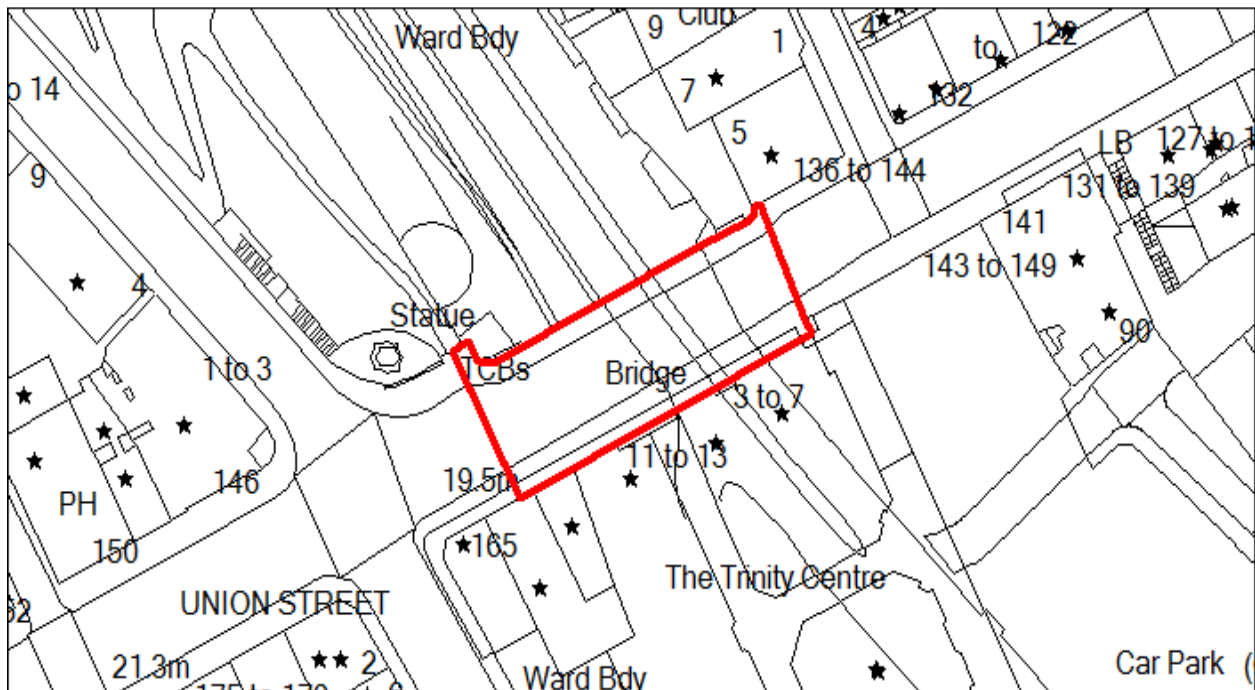 Club
Ward Bdy
9
1
4
122
to
7
o 14
132
5
LB
127 to 1
136 to 144
9
131 to 139
141
143 to 149
4
Statue
90
TCBs
Bridge
1 to 3
3 to 7
11 to 13
19.5m
146
PH
165
150
The Trinity Centre
UNION STREET
2
21.3m
Ward Bdy
Car Park